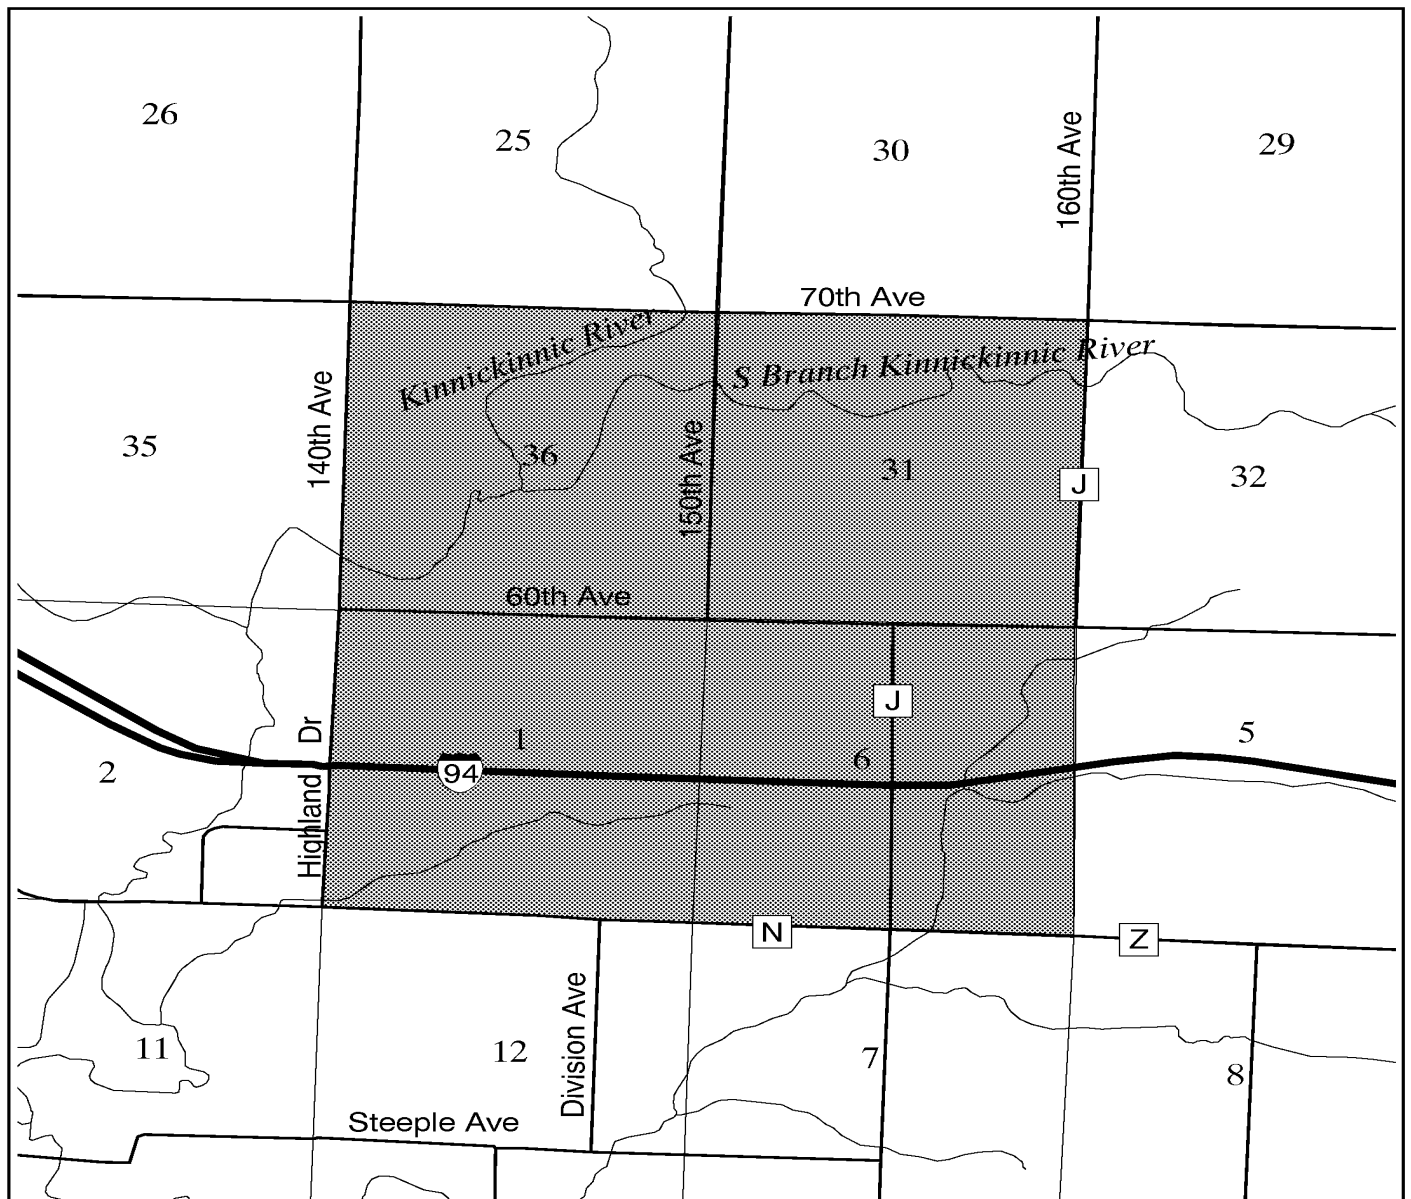 26
25
30
29
160th Ave
70th Ave
Kinnickinnic River
S Branch Kinnickinnic River
140th Ave
35
36
150th Ave
31
J
32
60th Ave
J
Highland Dr
1
5
94
6
2
N
Z
Division Ave
11
12
7
8
Steeple Ave